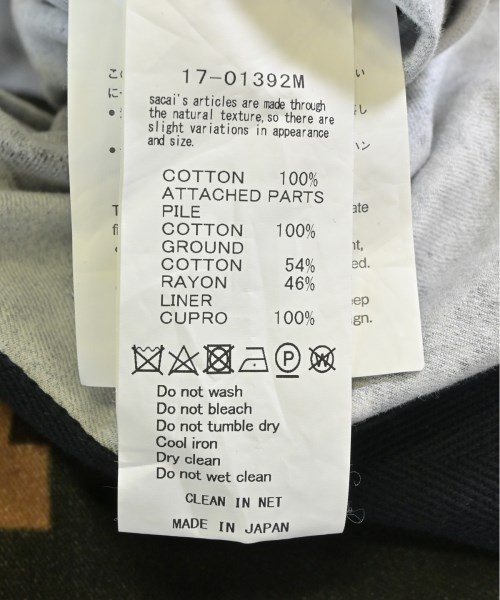 17-01392M
sacai's articles are made through
the natural texture, so there are
slight variations in appearance
and size.
COTTON 100%
ATTACHED PARTS
PILE
COTTON 100%
GROUND
COTTON 54%
RAYON 46%
LINER
CUPRO 100%
P
W
Do not wash
Do not bleach
Do not tumble dry
Cool iron
Dry clean
Do not wet clean
CLEAN IN NET
MADE IN JAPAN